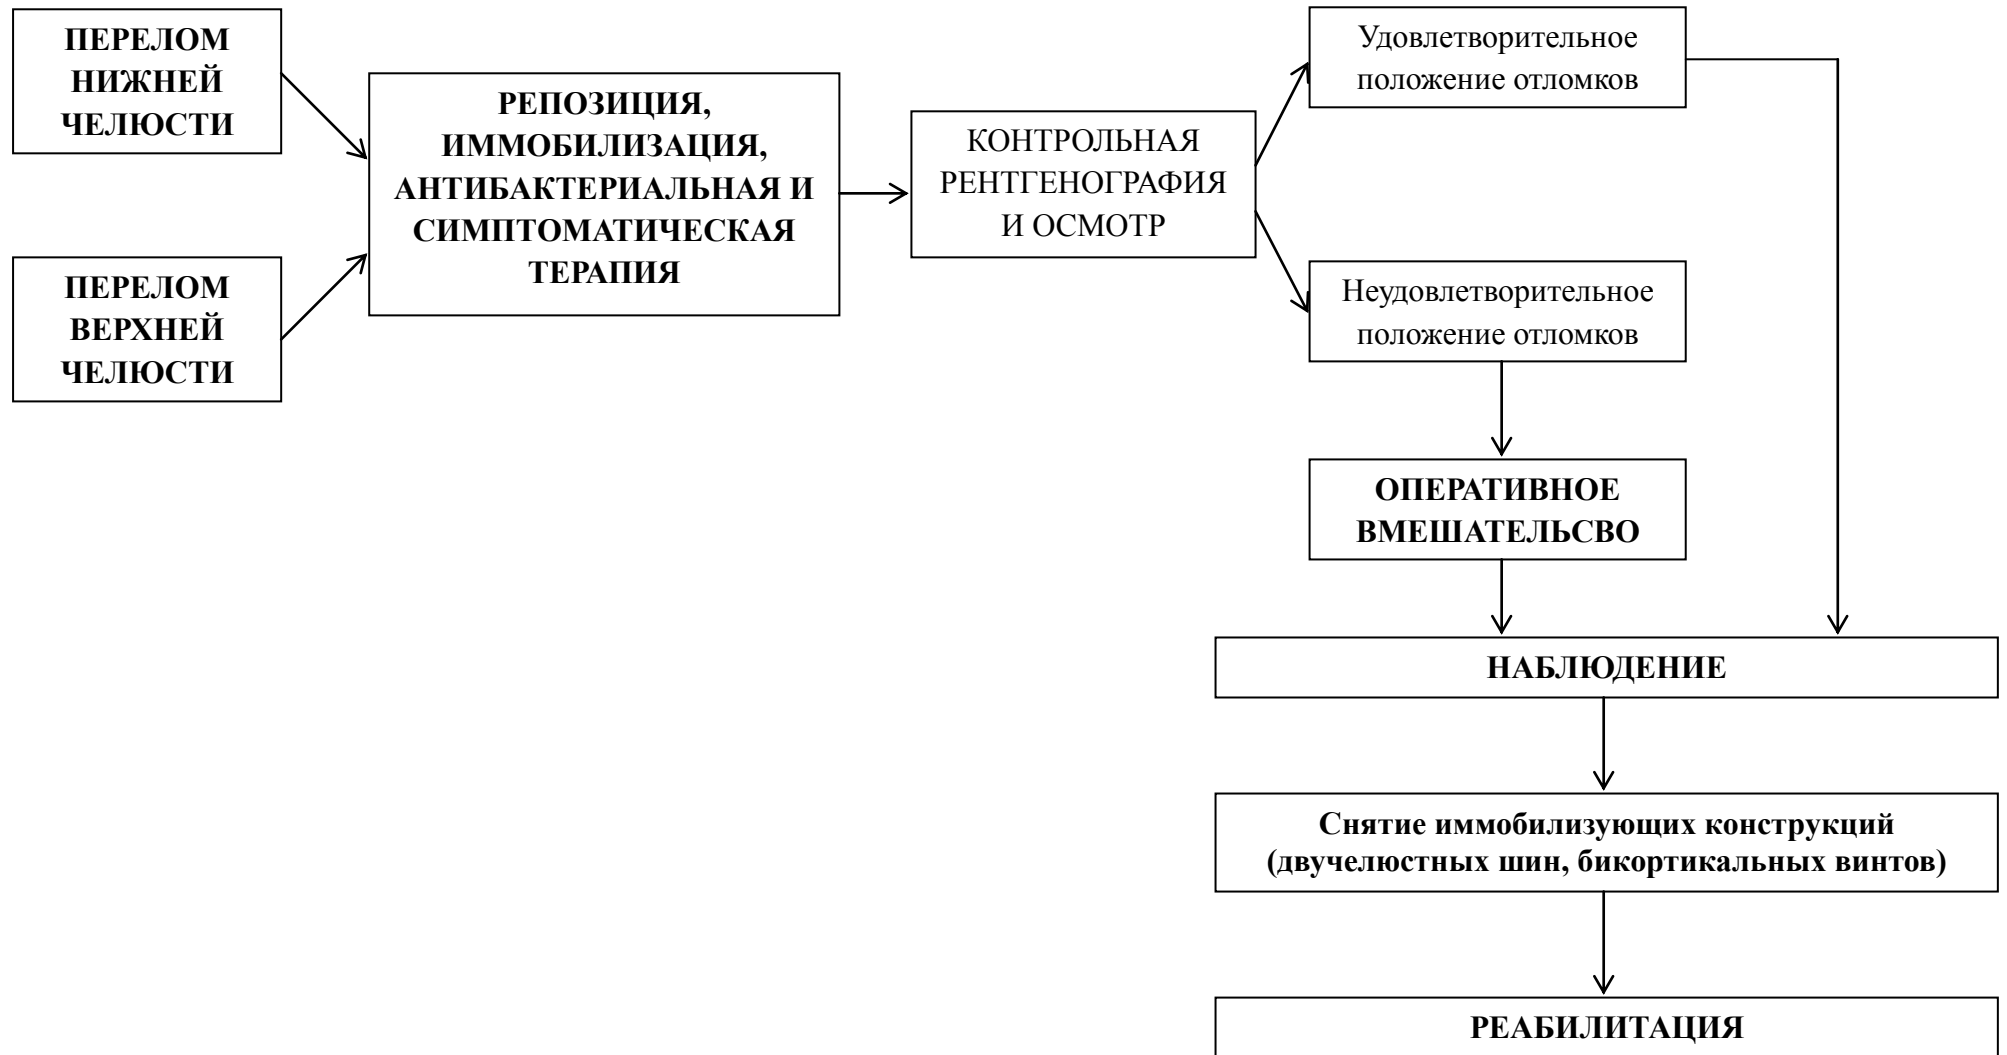 ПЕРЕЛОМ
НИЖНЕЙ
ЧЕЛЮСТИ
ПЕРЕЛОМ
ВЕРХНЕЙ
ЧЕЛЮСТИ
РЕПОЗИЦИЯ,
ИММОБИЛИЗАЦИЯ,
АНТИБАКТЕРИАЛЬНАЯ И
СИМПТОМАТИЧЕСКАЯ
ТЕРАПИЯ
КОНТРОЛЬНАЯ
РЕНТГЕНОГРАФИЯ
И ОСМОТР
Удовлетворительное
положение отломков
Неудовлетворительное
положение отломков
ОПЕРАТИВНОЕ
ВМЕШАТЕЛЬСВО
НАБЛЮДЕНИЕ
Снятие иммобилизующих конструкций
(двучелюстных шин, бикортикальных винтов)
РЕАБИЛИТАЦИЯ